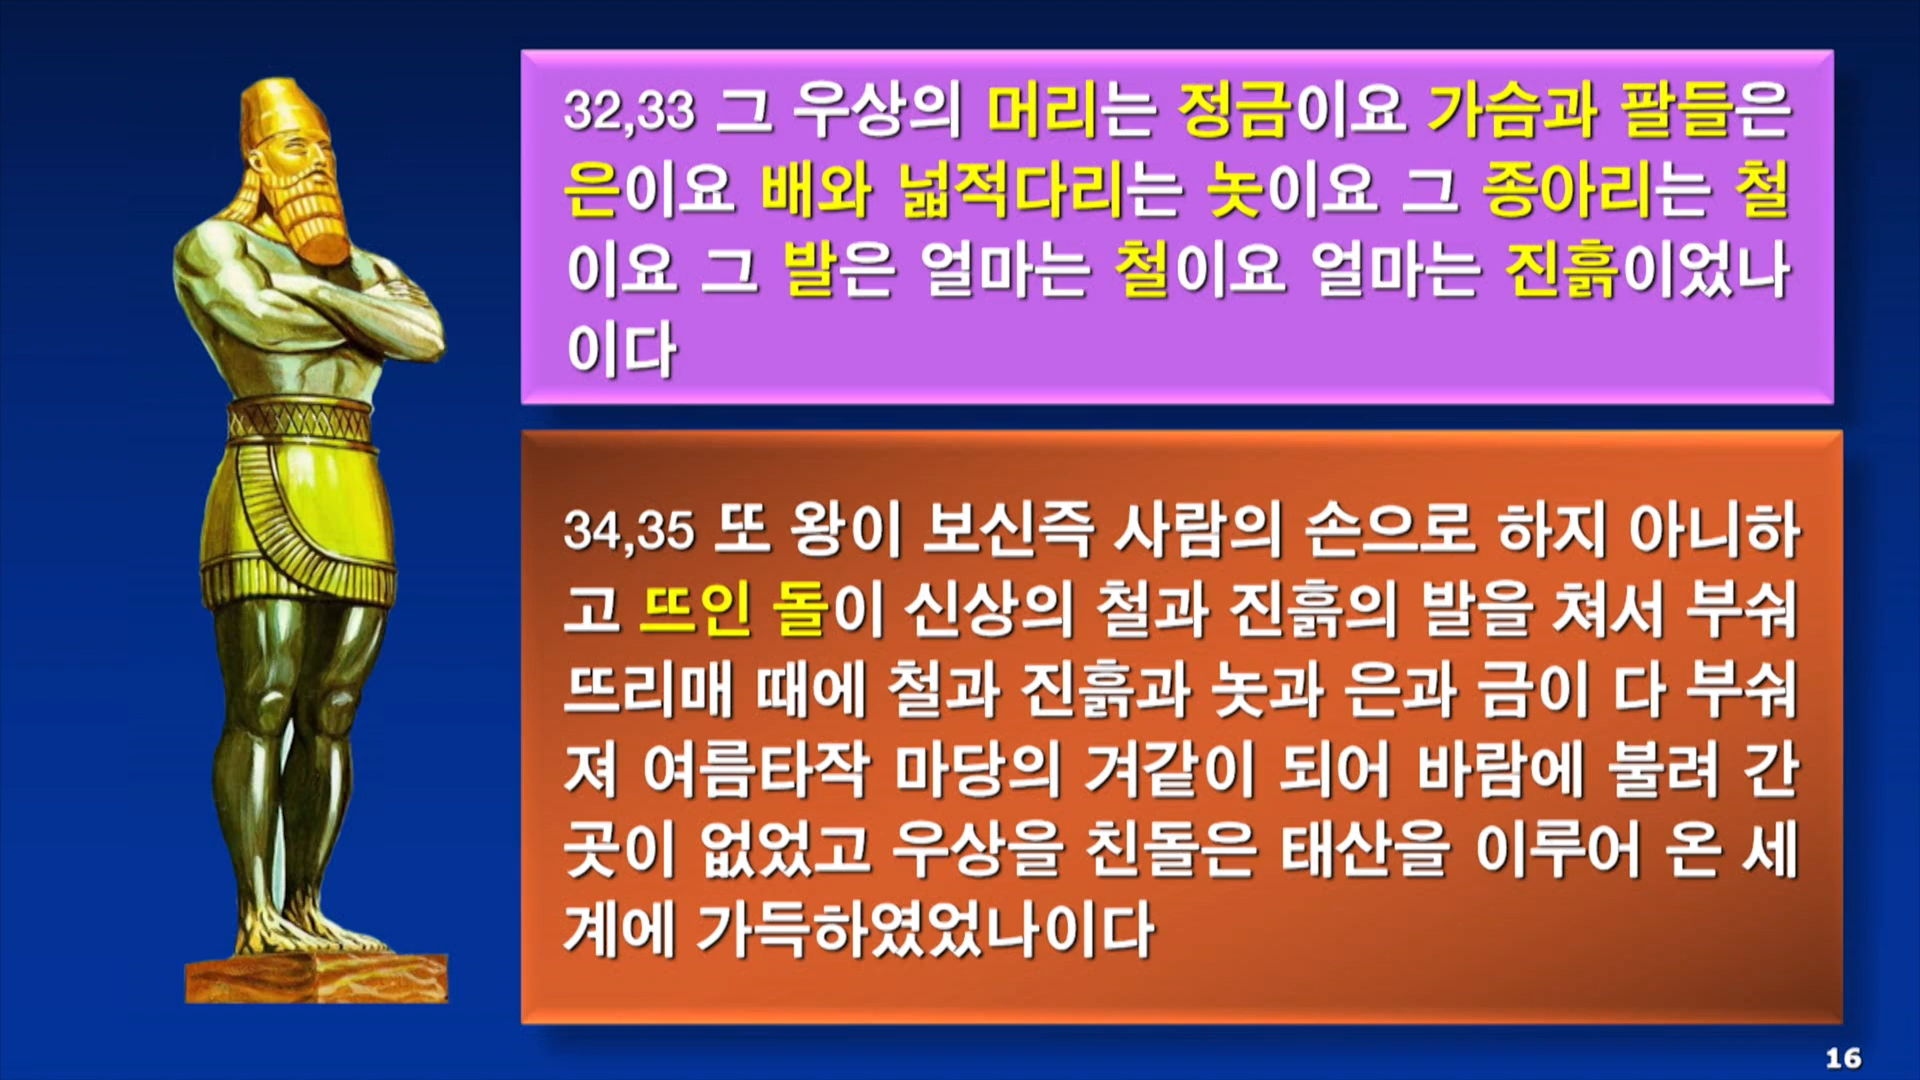 32,33 그 우상의 머리는 정금이요 가슴과 팔들은
은이요 배와 넓적다리는 놋이요 그 종아리는 철
이요 그 발은 얼마는 철이요 얼마는 진흙이었나
이다
34,35 또 왕이 보신즉 사람의 손으로 하지 아니하
고 뜨인 돌이 신상의 철과 진흙의 발을 쳐서 부숴
뜨리매 때에 철과 진흙과 놋과 은과 금이 다 부숴
져 여름타작 마당의 겨같이 되어 바람에 불려 간
곳이 없었고 우상을 친돌은 태산을 이루어 온 세
계에 가득하였었나이다
16